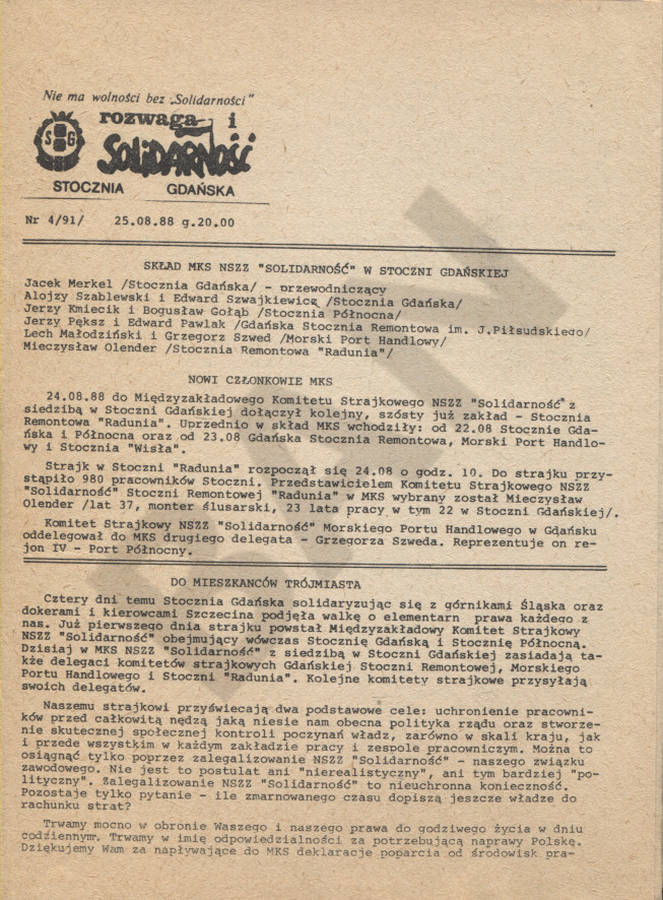 Nie ma wolności bez „Solidarności"
rozwaga i
SOLIDARNOŚĆ
SG
STOCZNIA GDAŃSKA
Nr 4/91/ 25.08.88 g.20.00
SKŁAD MKS NSZZ "SOLIDARNOŚĆ" W STOCZNI GDAŃSKIEJ
Jacek Merkel /Stocznia Gdańska/ - przewodniczący
Alojzy Szablewski i Edward Szwajkiewicz /Stocznia Gdańska/
Jerzy Kmiecik i Bogusław Gołąb /Stocznia Północna/
Jerzy Pększ i Edward Pawlak /Gdańska Stocznia Remontowa im. J.Piłsudskiego/
Lech Małodziński i Grzegorz Szwed /Morski Port Handlowy/
Mieczysław Olender /Stocznia Remontowa "Radunia"/
NOWI CZŁONKOWIE MKS
24.08.88 do Międzyzakładowego Komitetu Strajkowego NSZZ "Solidarność" z
siedzibą w Stoczni Gdańskiej dołączył kolejny, szósty już zakład - Stocznia
Remontowa "Radunia". Uprzednio w skład MKS wchodziły: od 22.08 Stocznie Gda-
ńska i Północna oraz od 23.08 Gdańska Stocznia Remontowa, Morski Port Handlo-
wy i Stocznia "Wisła".
Strajk w Stoczni "Radunia" rozpoczął się 24.08 o godz. 10. Do strajku przy-
stąpiło 980 pracowników Stoczni. Przedstawicielem Komitetu Strajkowego NSZZ
"Solidarność" Stoczni Remontowej "Radunia" w MKS wybrany został Mieczysław
Olender /lat 37, monter ślusarski, 23 lata pracy w tym 22 w Stoczni Gdańskiej/.
Komitet Strajkowy NSZZ "Solidarność" Morskiego Portu Handlowego w Gdańsku
oddelegował do MKS drugiego delegata - Grzegorza Szweda. Reprezentuje on re-
jon IV - Port Północny.
DO MIESZKANCÓW TRÓJMIASTA
Cztery dni temu Stocznia Gdańska solidaryzując się z górnikami Śląska oraz
dokerami i kierowcami Szczecina podjęła walkę o elementarn prawa każdego z
nas. Już pierwszego dnia strajku powstał Międzyzakładowy Komitet Strajkowy
NSZZ "Solidarność" obejmujący wówczas Stocznię Gdańską i Stocznię Północną.
Dzisiaj w MKS NSZZ "Solidarność" z siedzibą w Stoczni Gdańskiej zasiadają ta-
kże delegaci komitetów strajkowych Gdańskiej Stoczni Remontowej, Morskiego
Portu Handlowego i Stoczni "Radunia". Kolejne komitety strajkowe przysyłają
swoich delegatów.
Naszemu strajkowi przyświecają dwa podstawowe cele: uchronienie pracowni-
ków przed całkowitą nędzą jaką niesie nam obecna polityka rządu oraz stworze-
nie skutecznej społecznej kontroli poczynań władz, zarówno w skali kraju, jak
i przede wszystkim w każdym zakładzie pracy i zespole pracowniczym. Można to
osiągnąć tylko poprzez zalegalizowanie NSZZ "Solidarność" - naszego związku
zawodowego. Nie jest to postulat ani "nierealistyczny", ani tym bardziej "po-
lityczny". Zalegalizowanie NSZZ "Solidarność" to nieuchronna konieczność.
Pozostaje tylko pytanie - ile zmarnowanego czasu dopiszą jeszcze władze do
rachunku strat?
Trwamy mocno w obronie Waszego i naszego prawa do godziwego życia w dniu
codziennym. Trwamy w imię odpowiedzialności za potrzebującą naprawy Polskę.
Dziękujemy Wam za napływające do MKS deklaracje poparcia od środowisk pra-